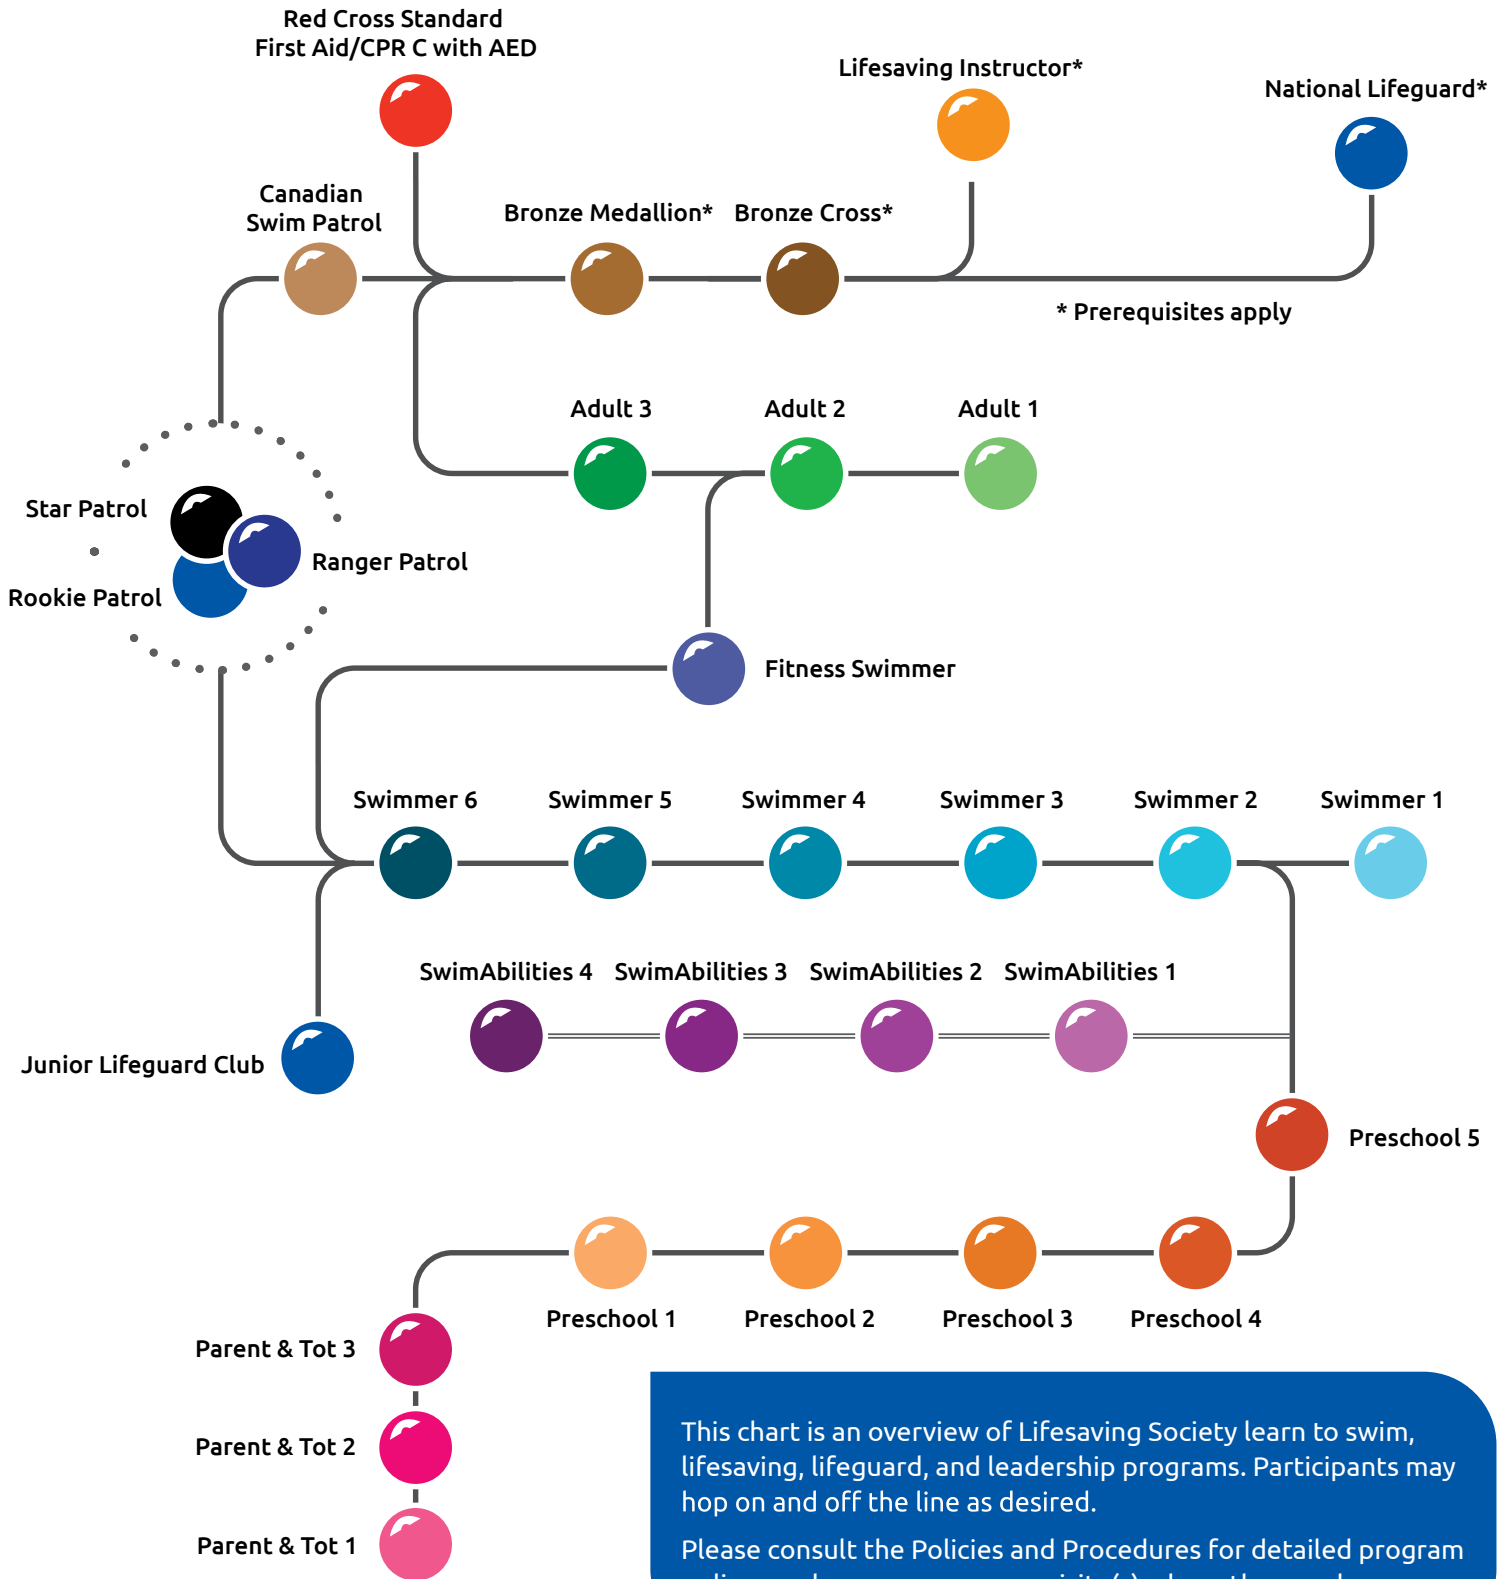 Red Cross Standard
First Aid/CPR C with AED
Lifesaving Instructor*
National Lifeguard*
Canadian
Swim Patrol
Bronze Medallion*
Bronze Cross*
* Prerequisites apply
Adult 3
Adult 2
Adult 1
Star Patrol
Ranger Patrol
Rookie Patrol
Fitness Swimmer
Swimmer 6
Swimmer 5
Swimmer 4
Swimmer 3
Swimmer 2
Swimmer 1
SwimAbilities 4
SwimAbilities 3
SwimAbilities 2
SwimAbilities 1
Junior Lifeguard Club
Preschool 5
Preschool 1
Preschool 2
Preschool 3
Preschool 4
Parent & Tot 3
Parent & Tot 2
Parent & Tot 1
This chart is an overview of Lifesaving Society learn to swim,
lifesaving, lifeguard, and leadership programs. Participants may
hop on and off the line as desired.
Please consult the Policies and Procedures for detailed program